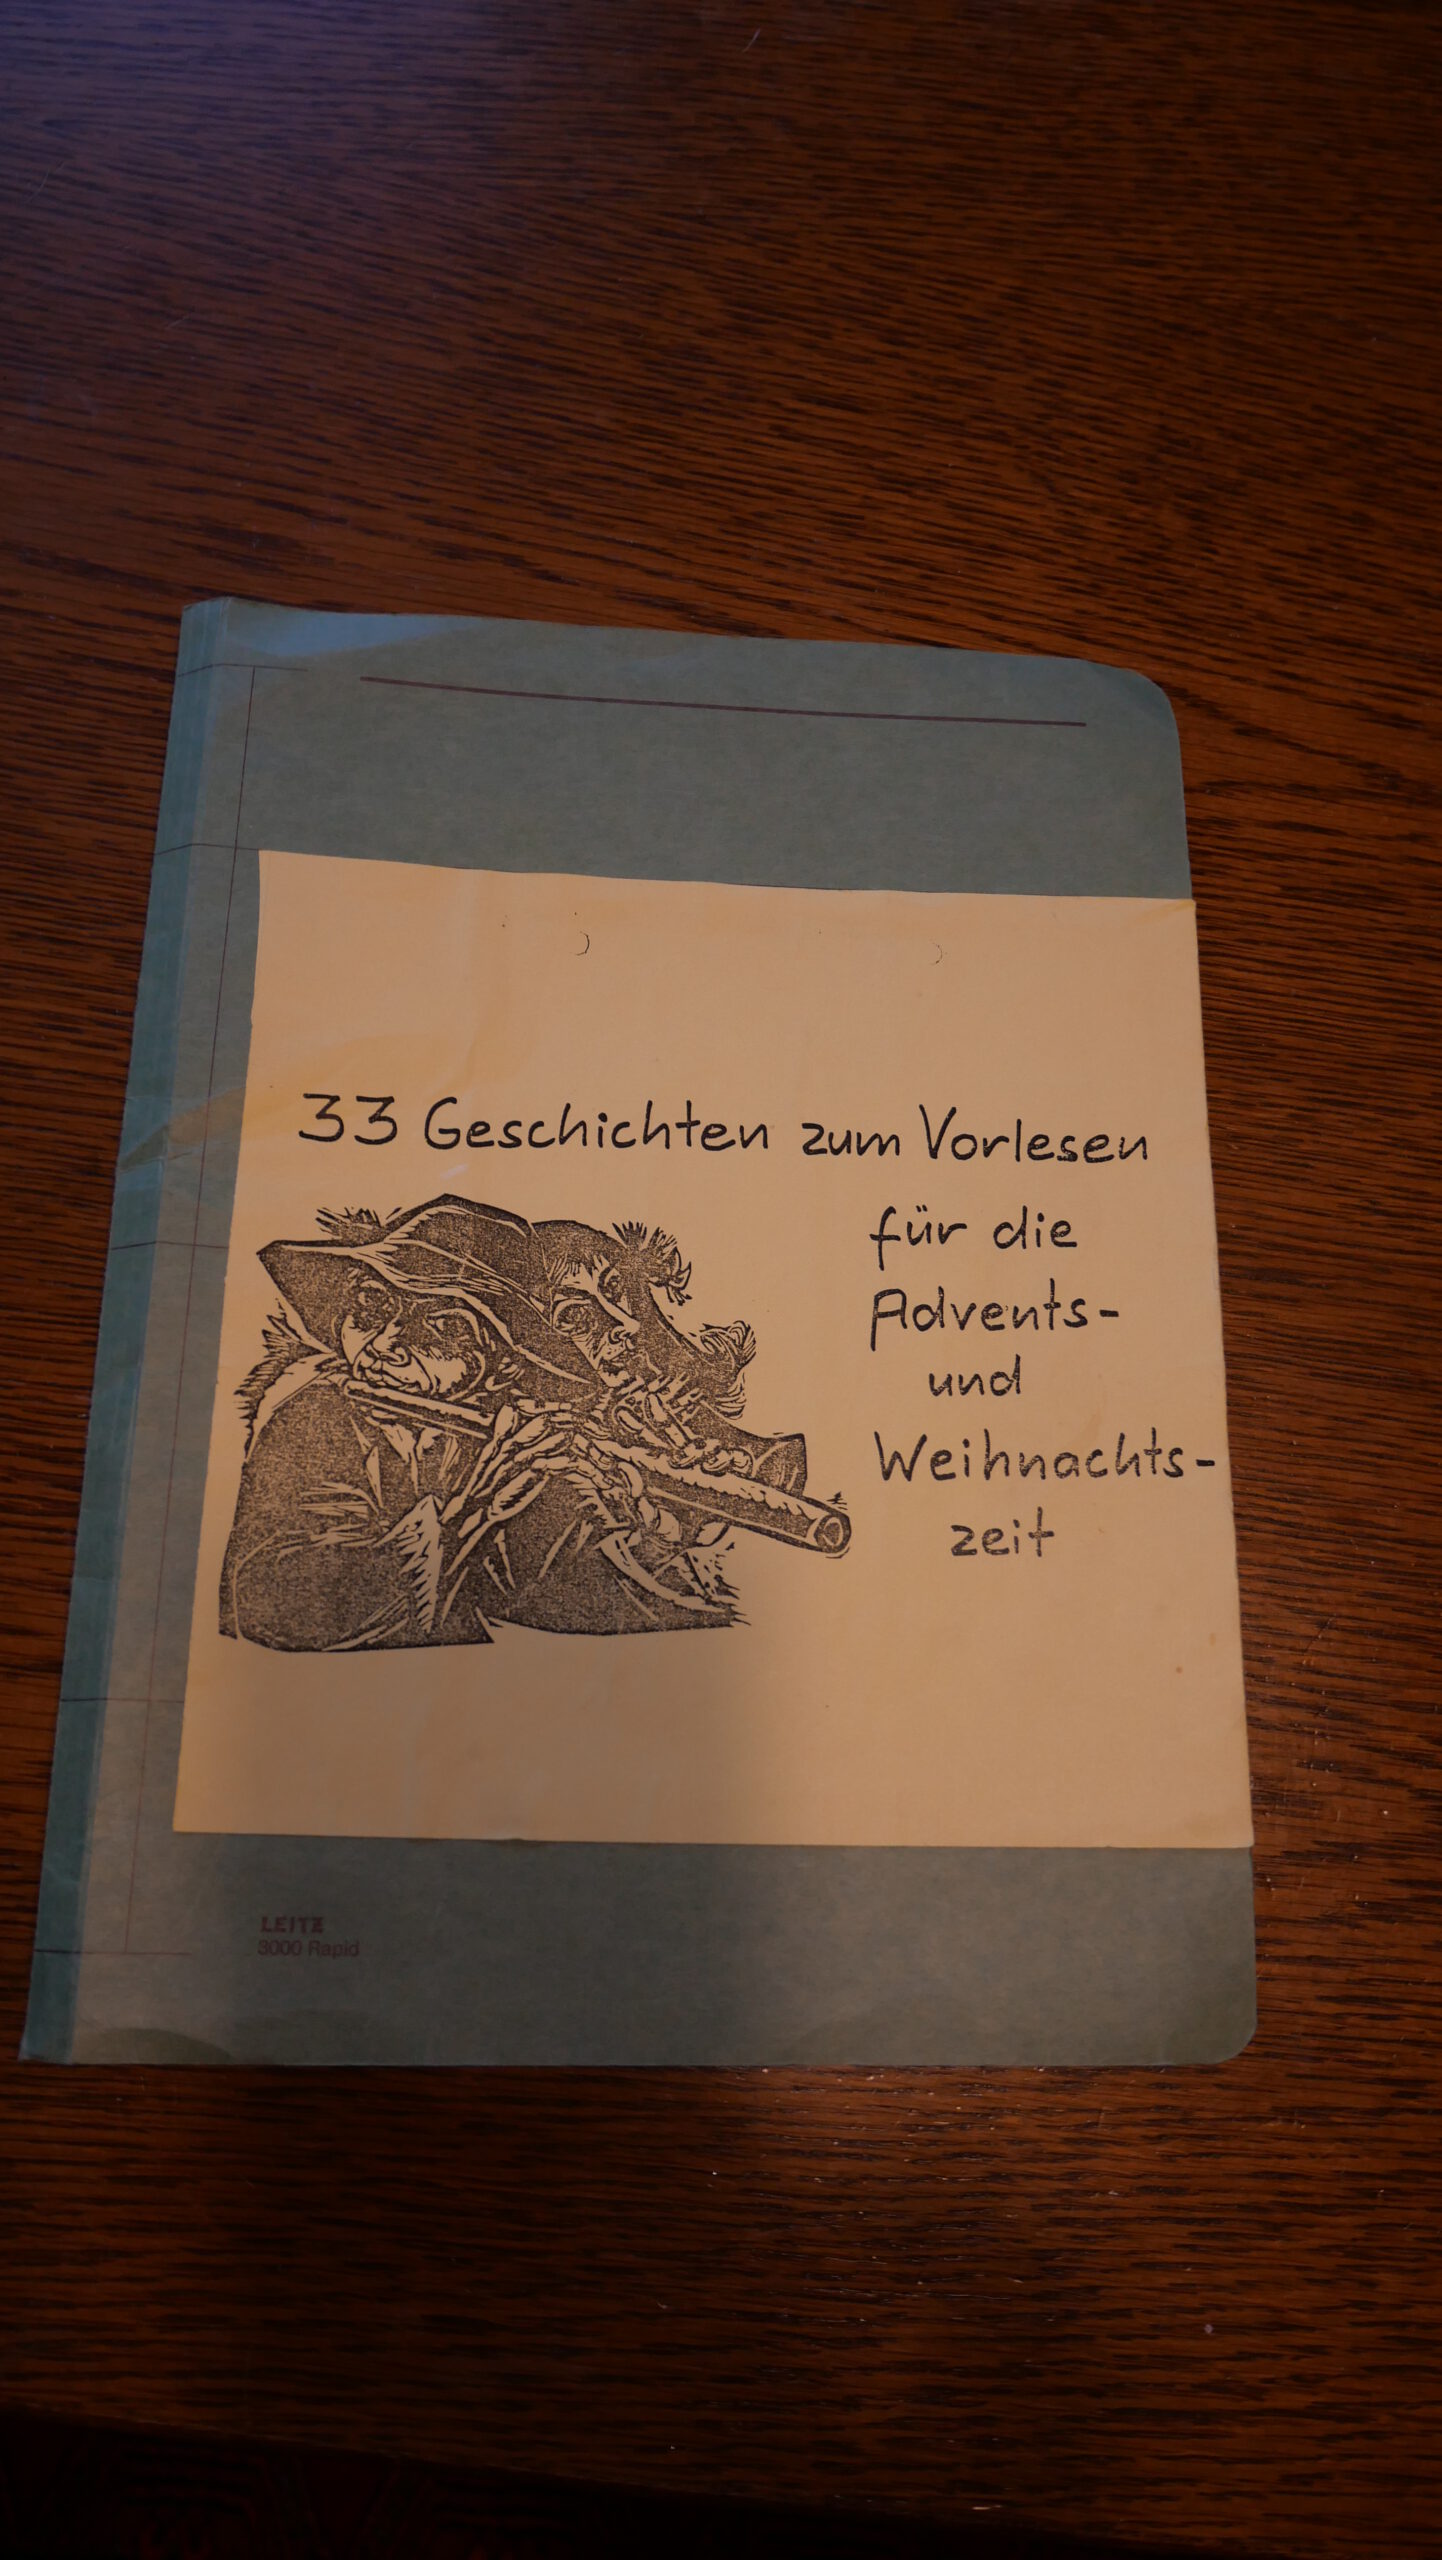 33 Geschichten zum Vorlesen
für die
Advents-
und
Weihnachts-
zeit
LEITZ
3000 Rapid